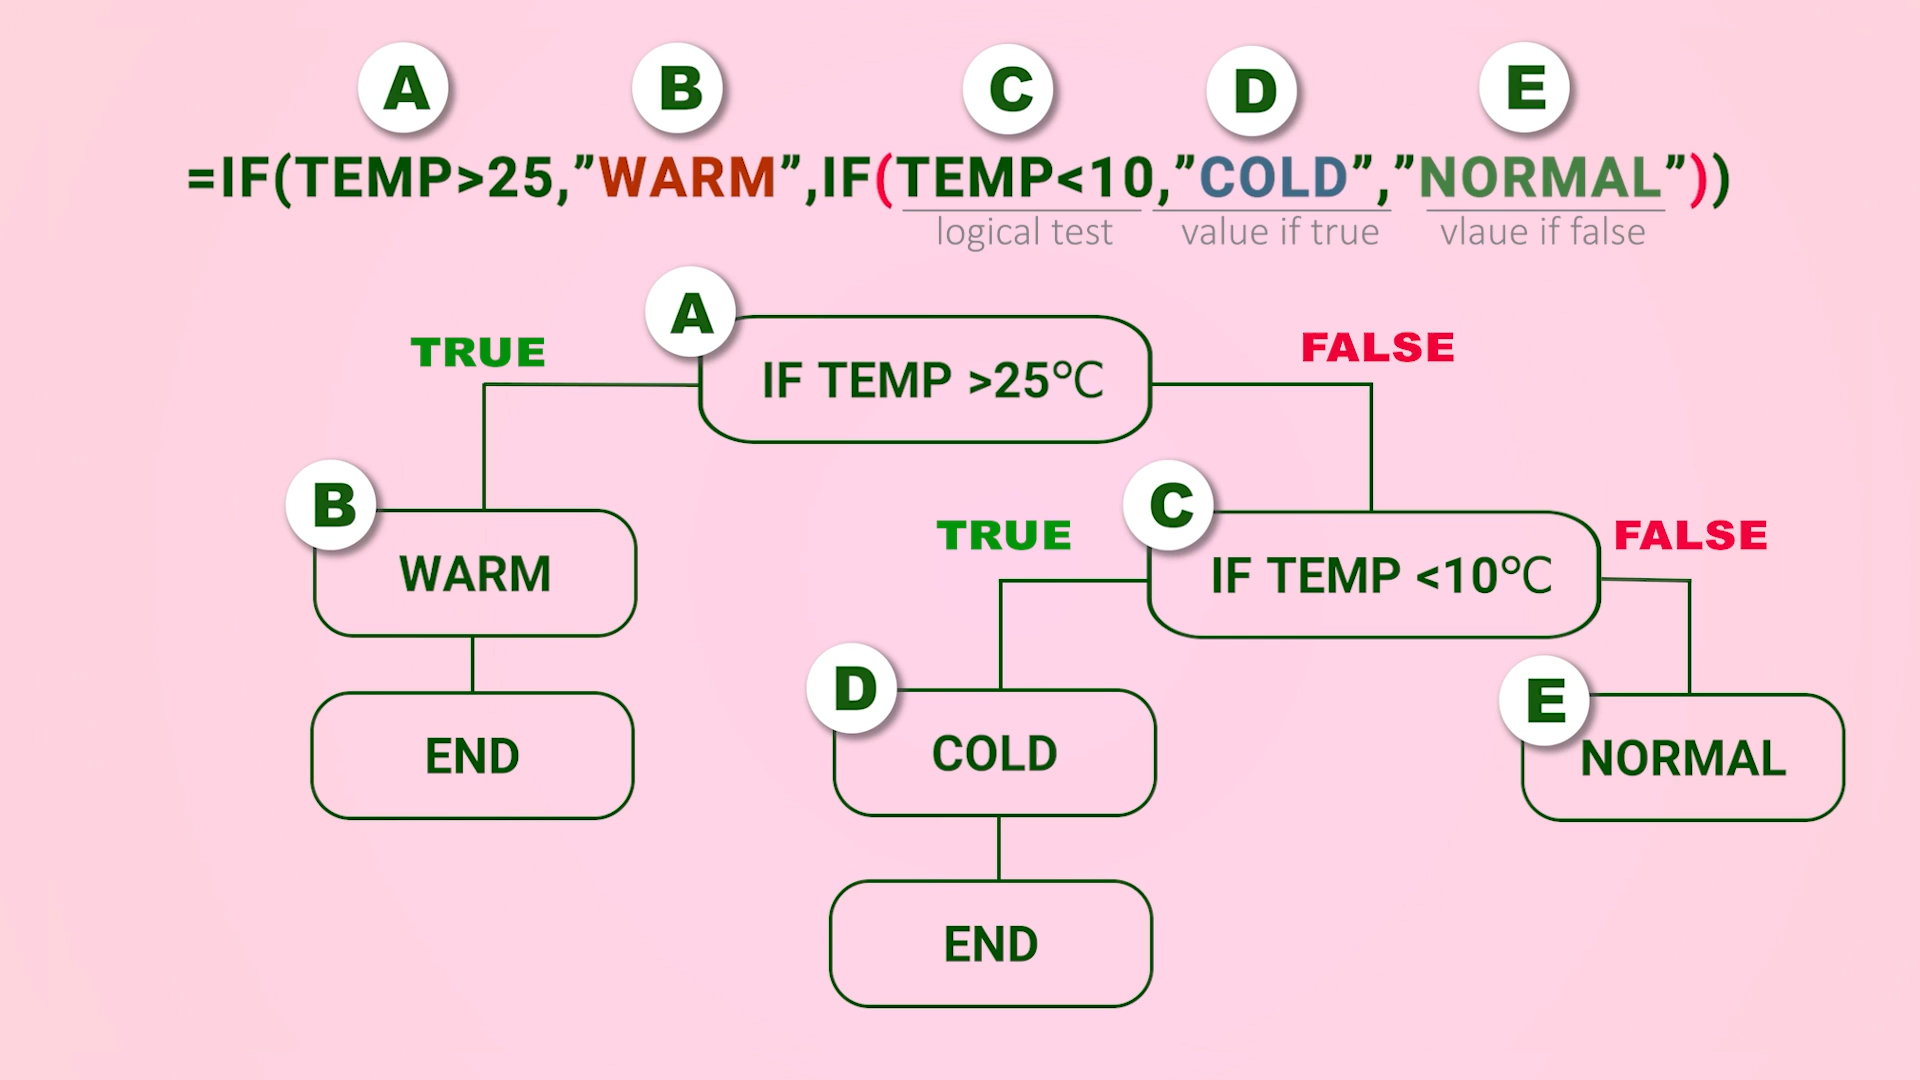 A B C D E
=IF(TEMP>25,”WARM”,IF(TEMP<10,”COLD”,”NORMAL”))
logical test value if true vlaue if false
A
TRUE FALSE
IF TEMP >25°C
B C
TRUE FALSE
WARM IF TEMP <10°C
D E
END COLD NORMAL
END